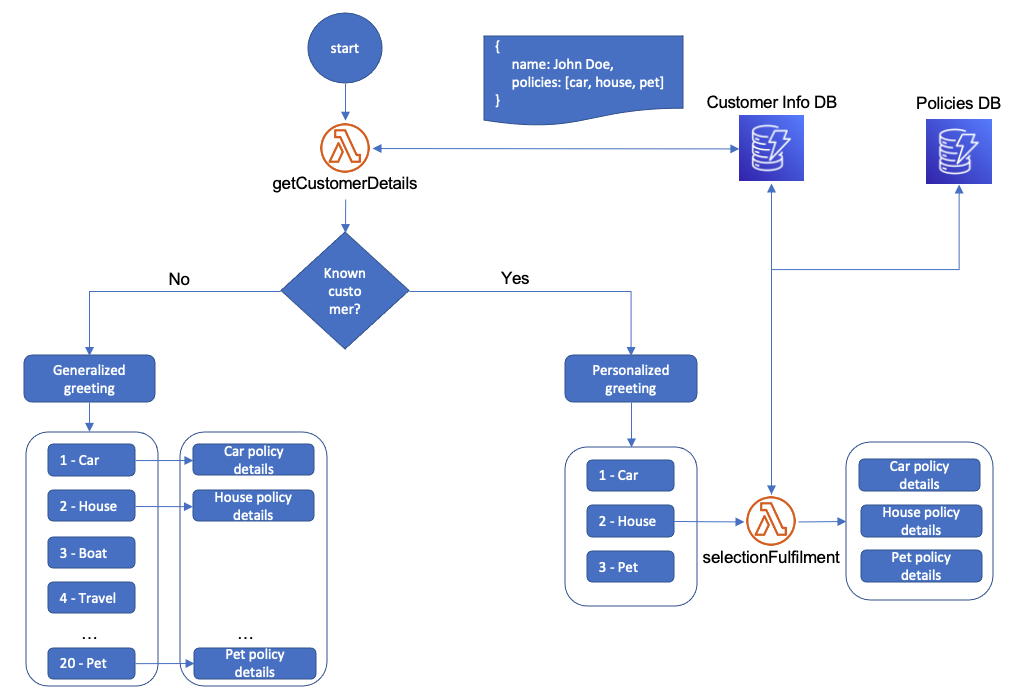 start
{
name: John Doe,
policies: [car, house, pet]
}
Customer Info DB
Policies DB
getCustomerDetails
Known
custo
mer?
No
Yes
Generalized
greeting
Personalized
greeting
1 - Car
2 - House
3 - Boat
4 - Travel
...
20 - Pet
Car policy
details
House policy
details
...
Pet policy
details
1 - Car
2 - House
3 - Pet
selectionFulfilment
Car policy
details
House policy
details
Pet policy
details